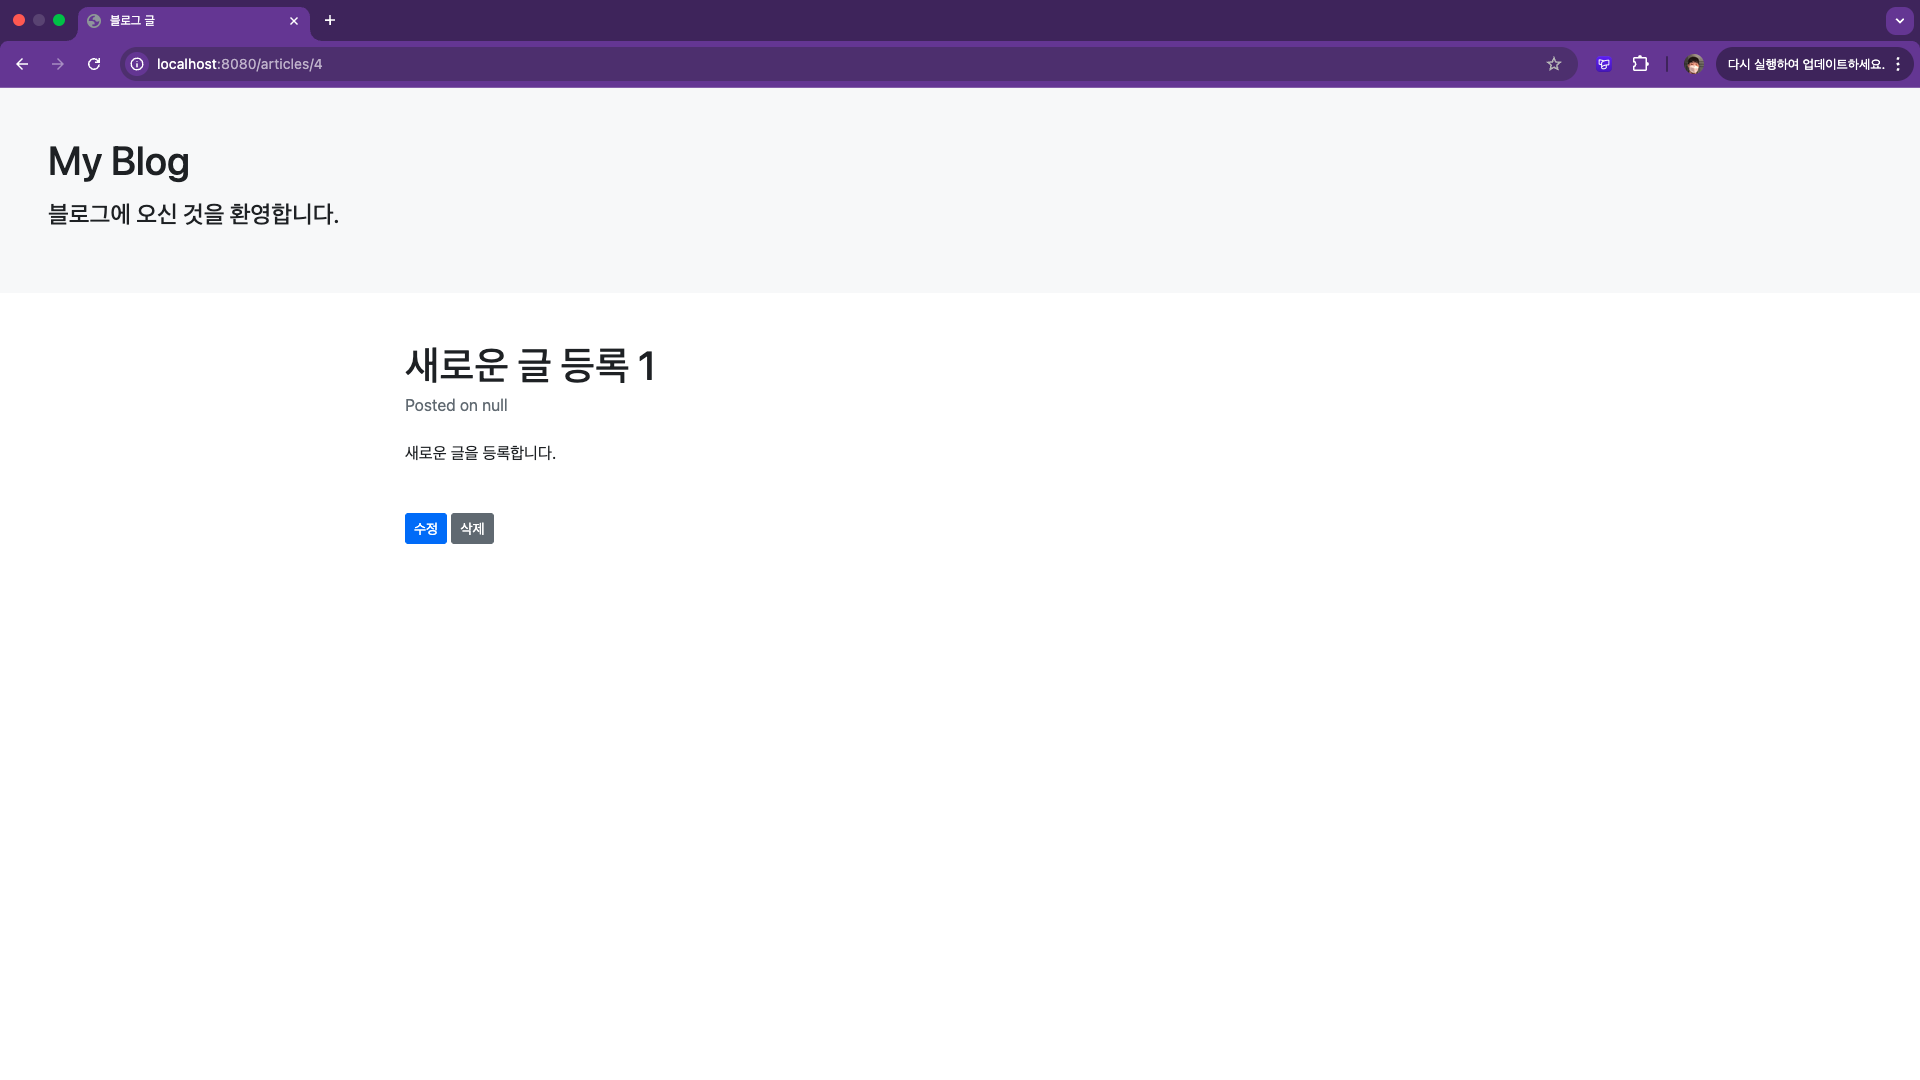 블로그 글
localhost:8080/articles/4
다시 실행하여 업데이트하세요.
My Blog
블로그에 오신 것을 환영합니다.
새로운 글 등록 1
Posted on null
새로운 글을 등록합니다.
수정 삭제